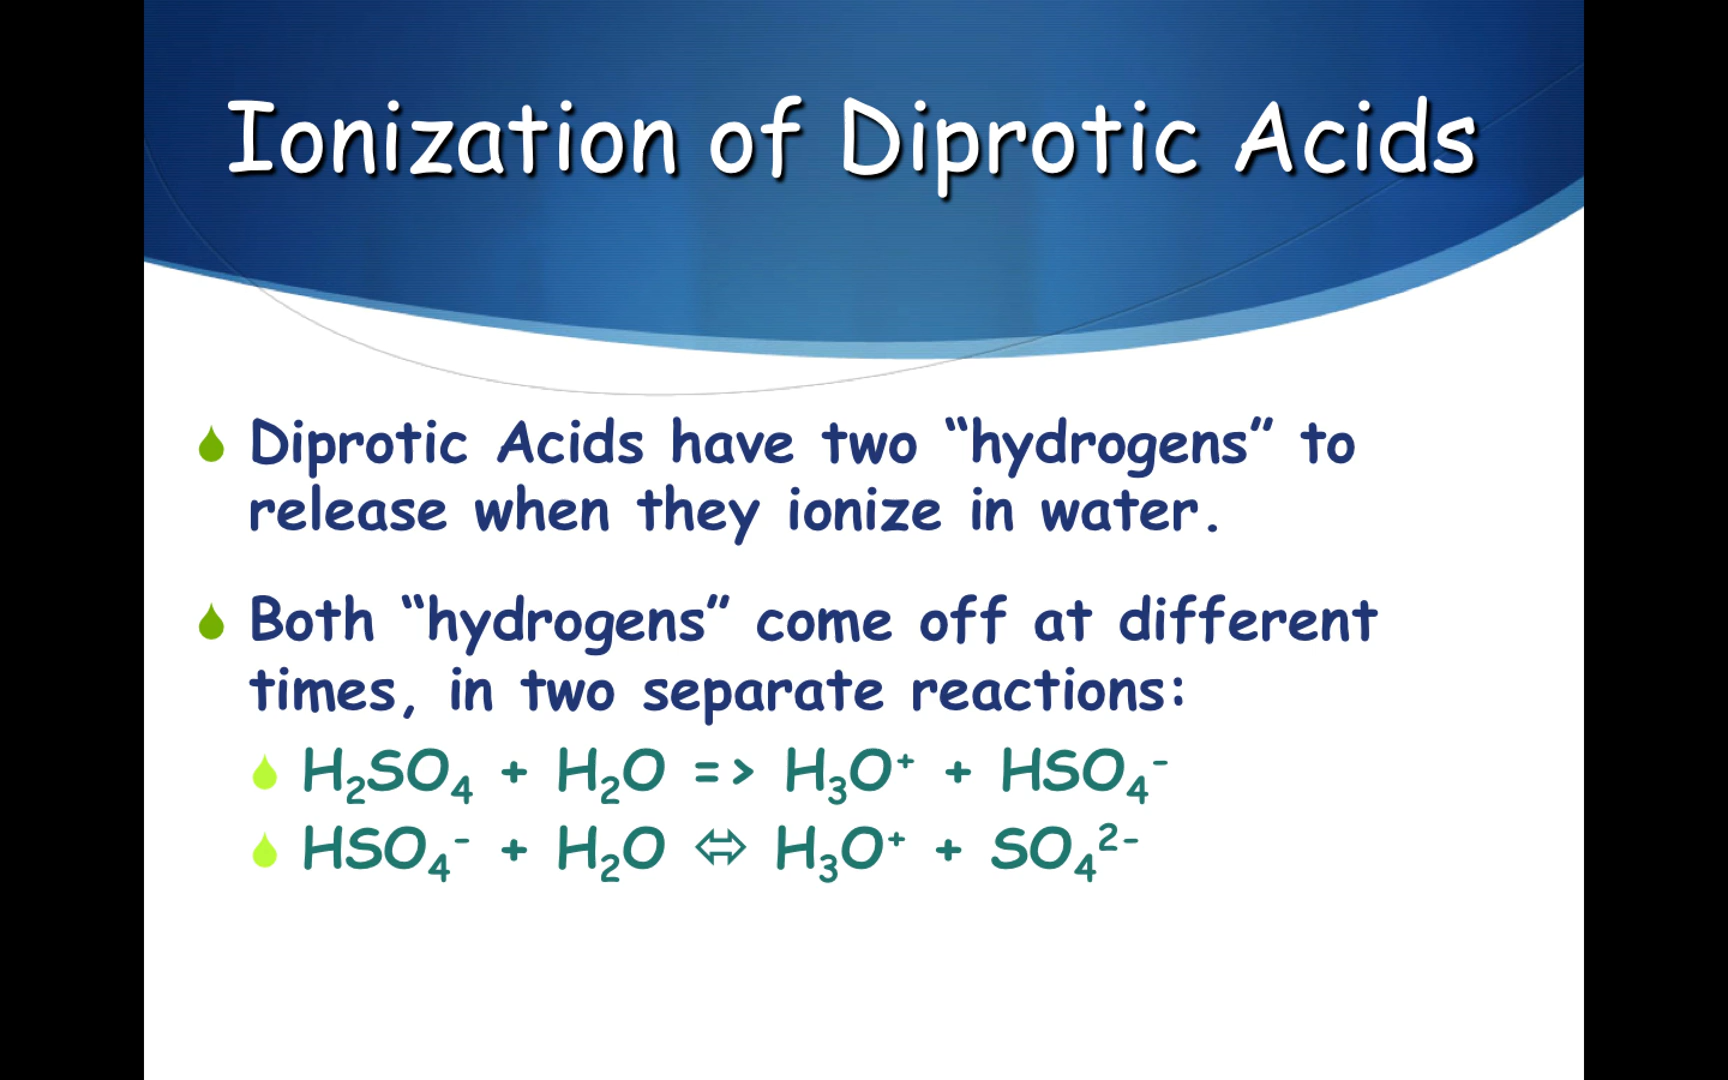 Ionization of Diprotic Acids
Diprotic Acids have two “hydrogens” to
release when they ionize in water.
Both “hydrogens” come off at different
times, in two separate reactions:
H₂SO₄ + H₂O => H₃O⁺ + HSO₄⁻
HSO₄⁻ + H₂O ⇔ H₃O⁺ + SO₄²⁻